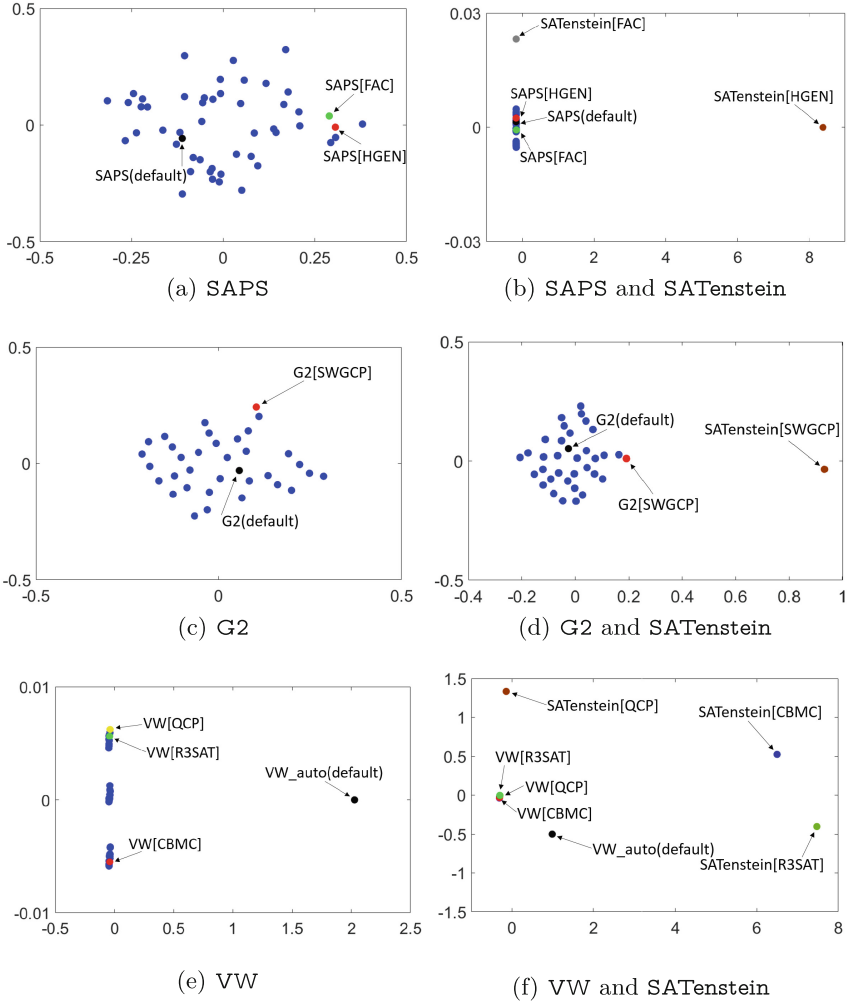 0.5
0
-0.5
-0.5
-0.25
0
0.25
0.5
SAPS[FAC]
SAPS[HGEN]
SAPS(default)
(a) SAPS
0.03
0
-0.03
0
2
4
6
8
SATenstein[FAC]
SAPS[HGEN]
SAPS(default)
SAPS[FAC]
SATenstein[HGEN]
(b) SAPS and SATenstein
0.5
0
-0.5
-0.5
0
0.5
G2[SWGCP]
G2(default)
(c) G2
0.5
0
-0.5
-0.4
-0.2
0
0.2
0.4
0.6
0.8
1
G2(default)
SATenstein[SWGCP]
G2[SWGCP]
(d) G2 and SATenstein
0.01
0
-0.01
-0.5
0
0.5
1
1.5
2
2.5
VW[QCP]
VW[R3SAT]
VW_auto(default)
VW[CBMC]
(e) VW
1.5
1
0.5
0
-0.5
-1
-1.5
0
2
4
6
8
SATenstein[QCP]
SATenstein[CBMC]
VW[R3SAT]
VW[QCP]
VW[CBMC]
VW_auto(default)
SATenstein[R3SAT]
(f) VW and SATenstein